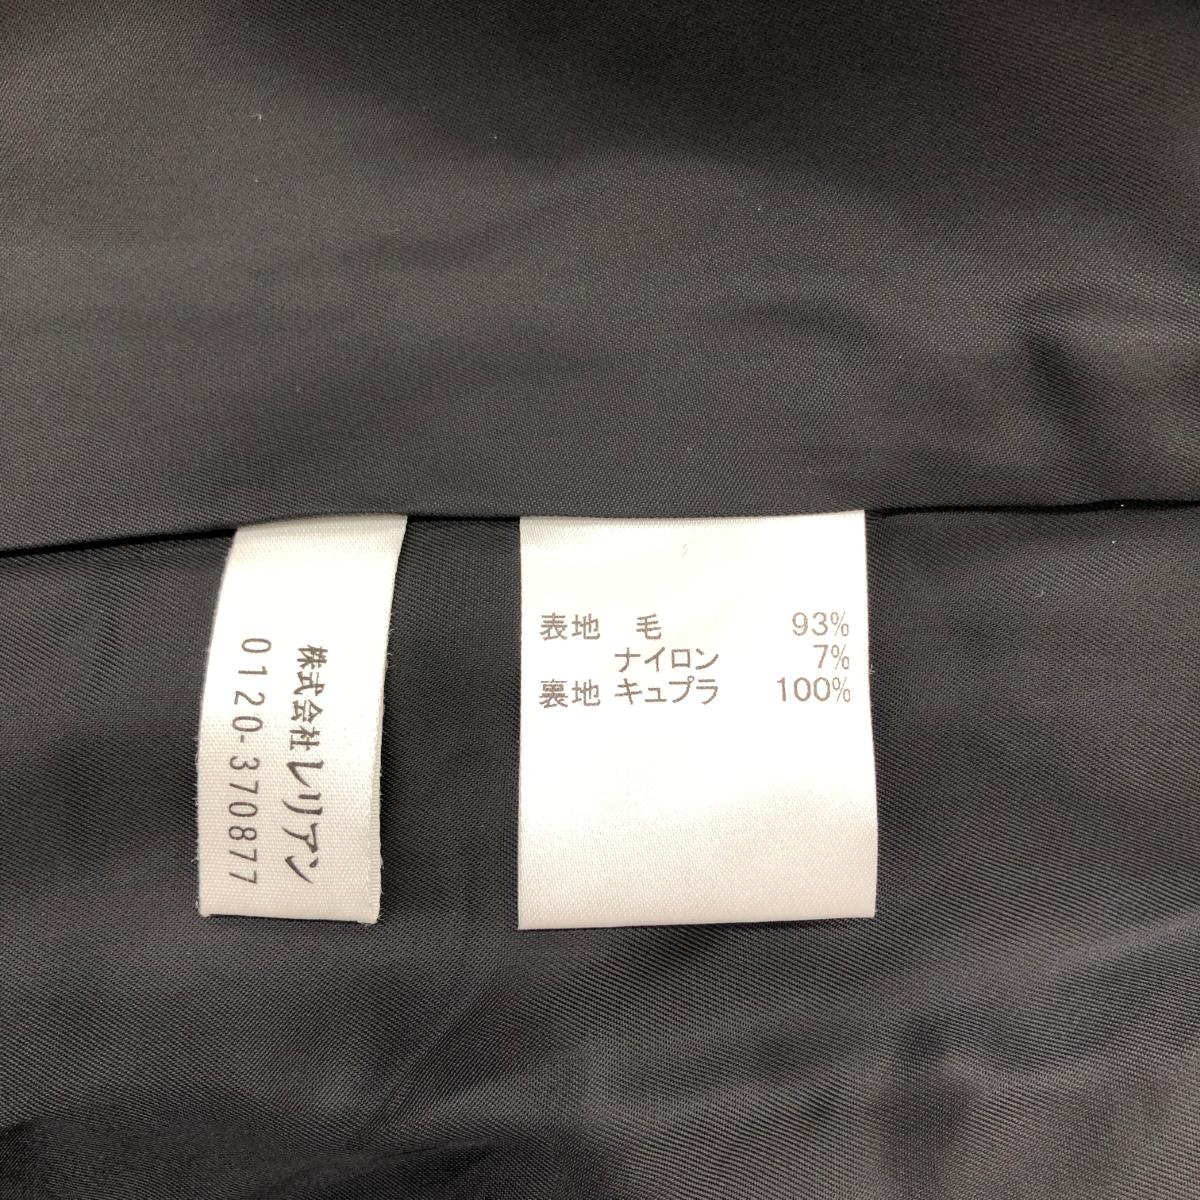 株式会社レリアン
0120-370877
表地 毛 93%
ナイロン 7%
裏地 キュプラ 100%